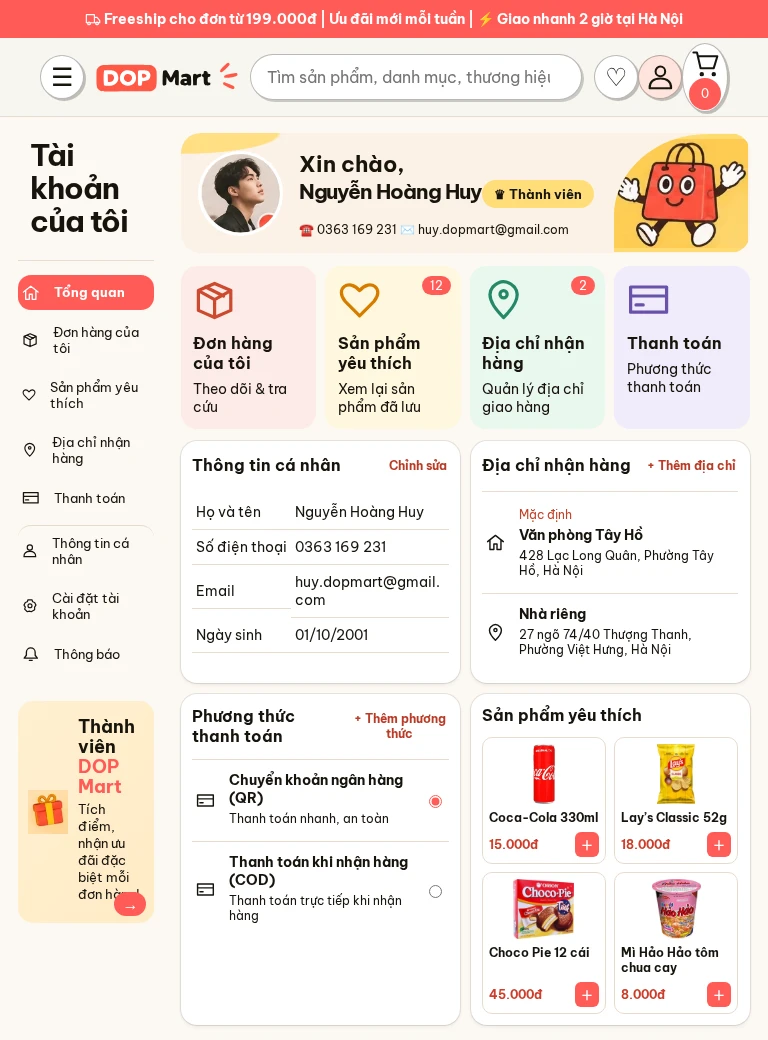 Freeship cho đơn từ 199.000đ | Ưu đãi mới mỗi tuần | ⚡ Giao nhanh 2 giờ tại Hà Nội
DOP Mart
Tìm sản phẩm, danh mục, thương hiệu
0
Tài
khoản
của tôi
Tổng quan
Đơn hàng của
tôi
Sản phẩm yêu
thích
Địa chỉ nhận
hàng
Thanh toán
Thông tin cá
nhân
Cài đặt tài
khoản
Thông báo
Thành
viên
DOP
Mart
Tích
điểm,
nhận ưu
đãi đặc
biệt mỗi
→
Xin chào,
Nguyễn Hoàng Huy
♛ Thành viên
☎️ 0363 169 231 ✉️ huy.dopmart@gmail.com
Đơn hàng
của tôi
Theo dõi & tra
cứu
12
Sản phẩm
yêu thích
Xem lại sản
phẩm đã lưu
2
Địa chỉ nhận
hàng
Quản lý địa chỉ
giao hàng
Thanh toán
Phương thức
thanh toán
Thông tin cá nhân
Chỉnh sửa
Họ và tên Nguyễn Hoàng Huy
Số điện thoại 0363 169 231
Email huy.dopmart@gmail.
com
Ngày sinh 01/10/2001
Địa chỉ nhận hàng
+ Thêm địa chỉ
Mặc định
Văn phòng Tây Hồ
428 Lạc Long Quân, Phường Tây
Hồ, Hà Nội
Nhà riêng
27 ngõ 74/40 Thượng Thanh,
Phường Việt Hưng, Hà Nội
Phương thức
thanh toán
+ Thêm phương
thức
Chuyển khoản ngân hàng
(QR)
Thanh toán nhanh, an toàn
Thanh toán khi nhận hàng
(COD)
Thanh toán trực tiếp khi nhận
hàng
Sản phẩm yêu thích
Coca-Cola 330ml
15.000đ +
Lay's
Lay's Classic 52g
18.000đ +
Choco·Pie
Choco Pie 12 cái
45.000đ +
Hảo Hảo
Mì Hảo Hảo tôm
chua cay
8.000đ +